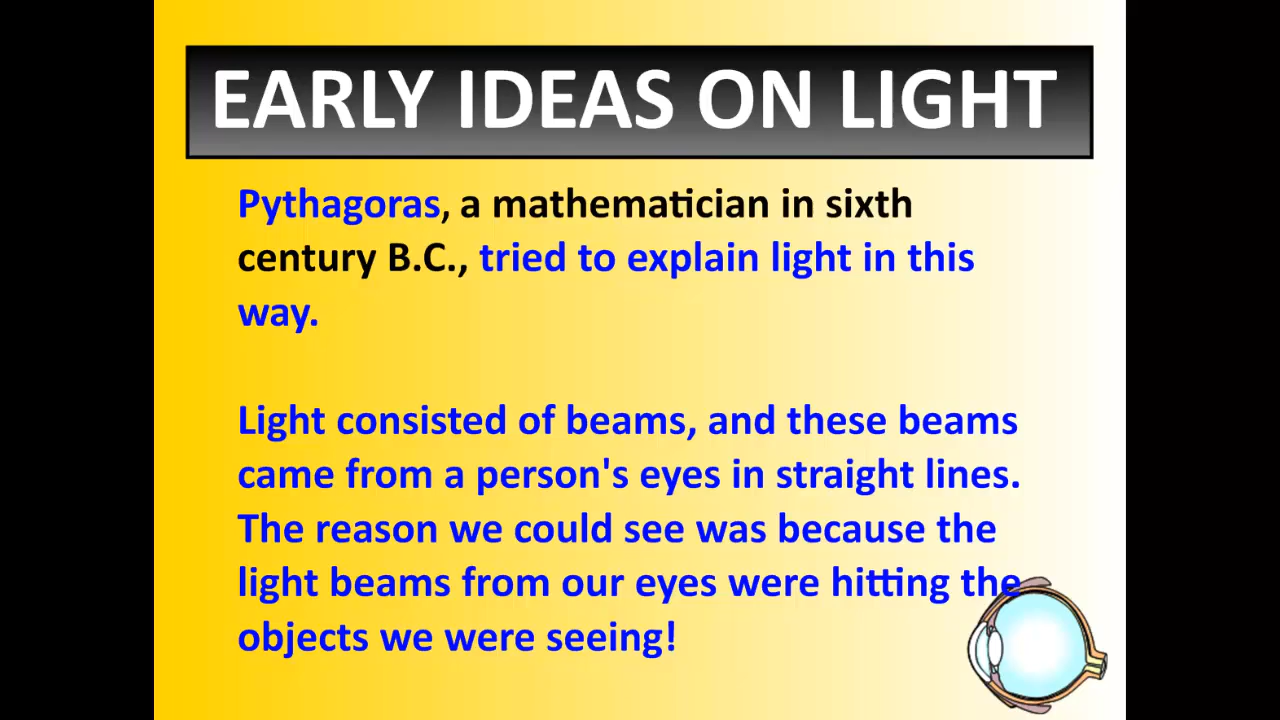 EARLY IDEAS ON LIGHT
Pythagoras, a mathematician in sixth
century B.C., tried to explain light in this
way.
Light consisted of beams, and these beams
came from a person's eyes in straight lines.
The reason we could see was because the
light beams from our eyes were hitting the
objects we were seeing!